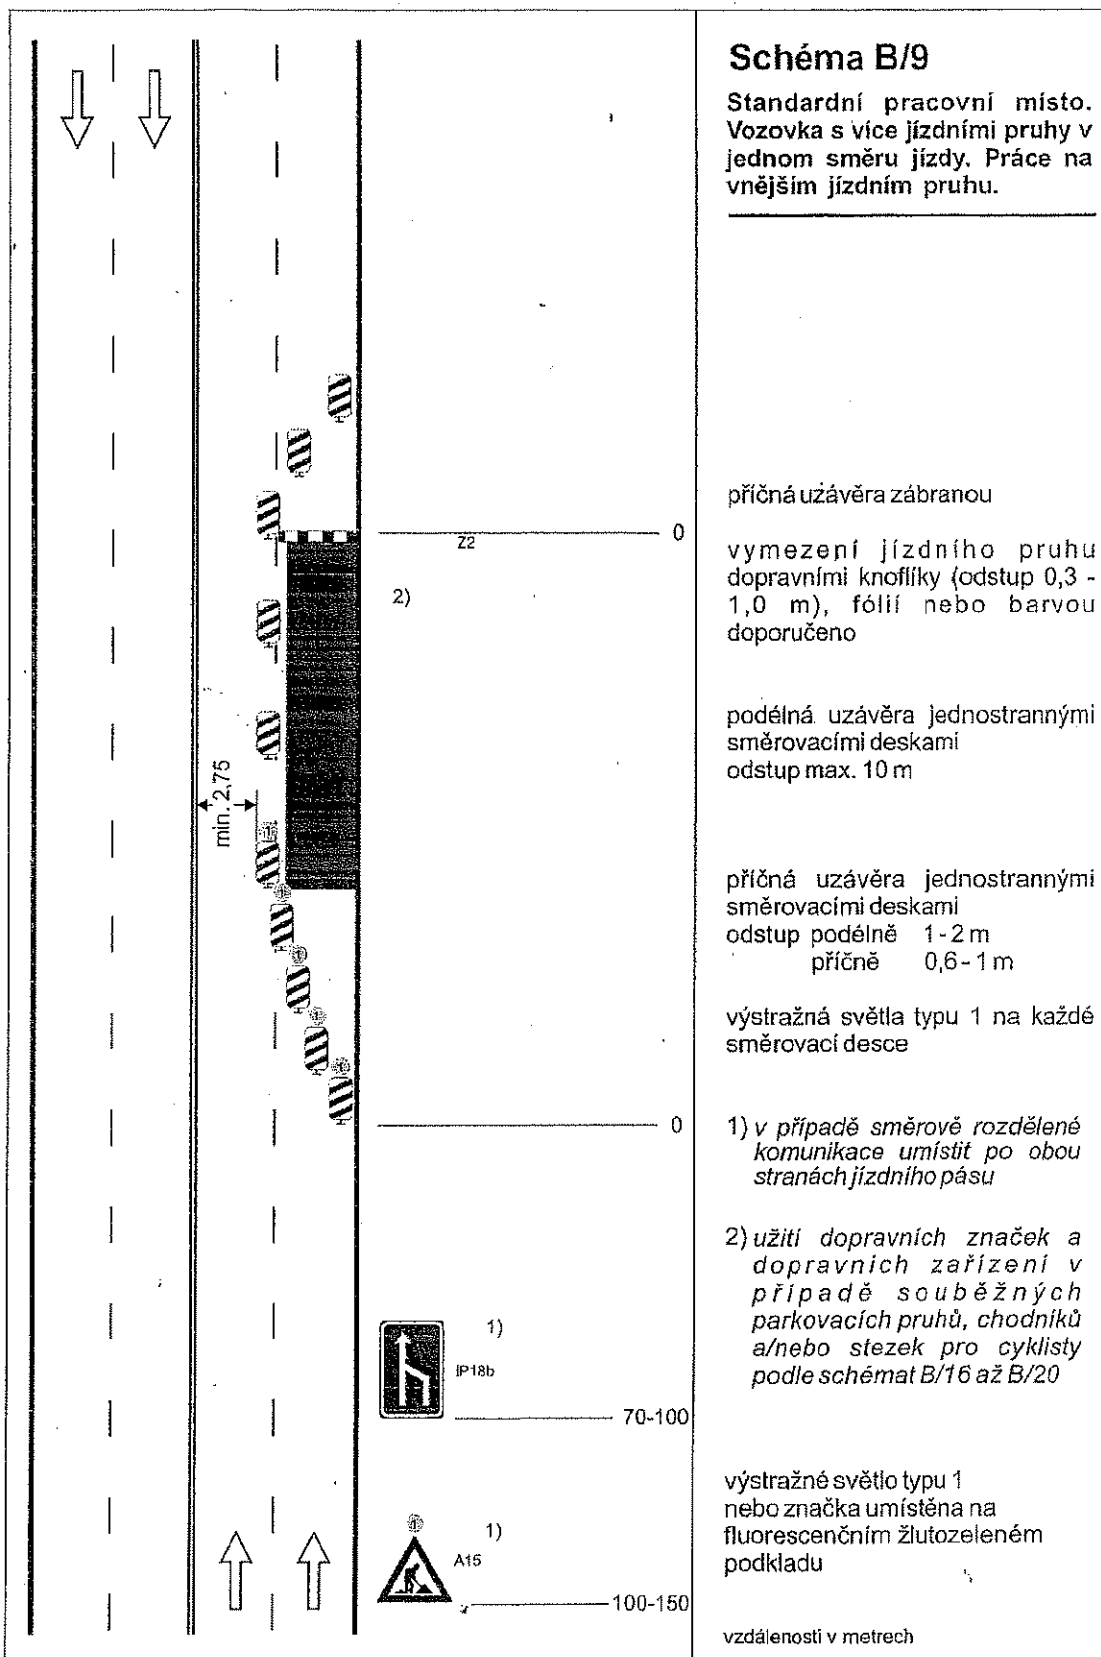 Schéma B/9
Standardní pracovní místo.
Vozovka s více jízdními pruhy v
jednom směru jízdy. Práce na
vnějším jízdním pruhu.
příčná uzávěra zábranou
0
Z2
vymezení jízdního pruhu
dopravními knoflíky (odstup 0,3 -
1,0 m), fólií nebo barvou
doporučeno
2)
podélná uzávěra jednostrannými
směrovacími deskami
odstup max. 10 m
min. 2,75
1
příčná uzávěra jednostrannými
směrovacími deskami
odstup podélně 1-2 m
příčně 0,6-1 m
1
1
výstražná světla typu 1 na každé
směrovací desce
1
1
0
1) v případě směrově rozdělené
komunikace umístit po obou
stranách jízdního pásu
2) užití dopravních značek a
dopravních zařízení v
případě souběžných
parkovacích pruhů, chodníků
a/nebo stezek pro cyklisty
podle schémat B/16 až B/20
1)
IP18b
70-100
výstražné světlo typu 1
nebo značka umístěna na
fluorescenčním žlutozeleném
podkladu
1
1)
A15
100-150
vzdálenosti v metrech